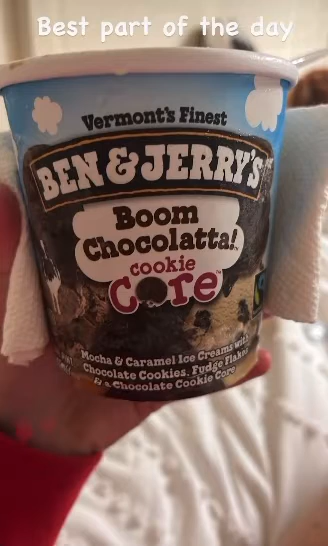 Best part of the day
Vermont's Finest
BEN & JERRY'S
Boom
Chocolatta!
cookie
Core™
Mocha & Caramel Ice Creams with
Chocolate Cookies, Fudge Flakes
& a Chocolate Cookie Core